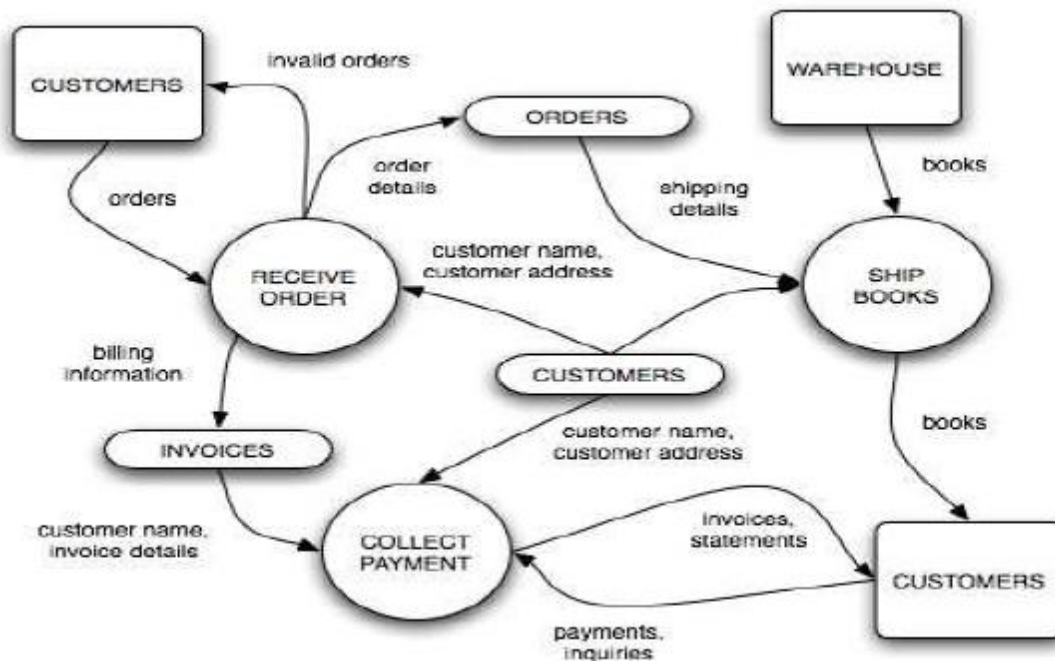 CUSTOMERS
invalid orders
WAREHOUSE
ORDERS
order
details
books
orders
shipping
details
customer name,
customer address
RECEIVE
ORDER
SHIP
BOOKS
billing
information
CUSTOMERS
customer name,
customer address
books
INVOICES
customer name,
invoice details
COLLECT
PAYMENT
invoices,
statements
CUSTOMERS
payments,
inquiries